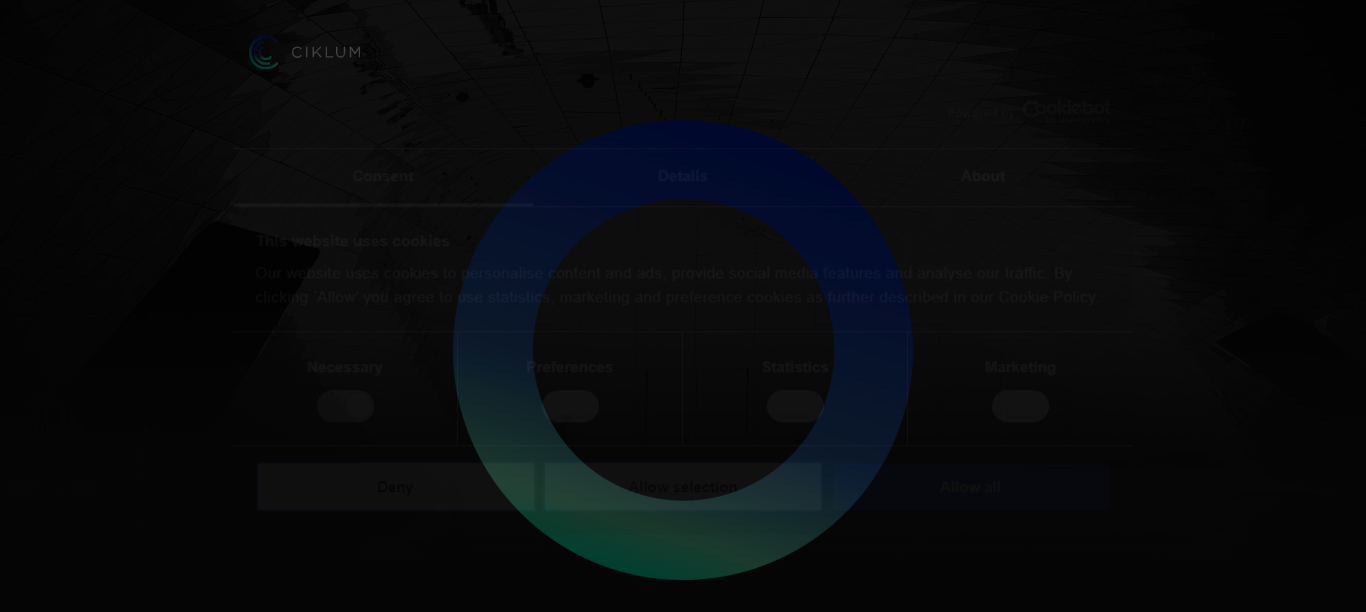 CIKLUM
Powered by Cookiebot
Consent
Details
About
This website uses cookies
Our website uses cookies to personalise content and ads, provide social media features and analyse our traffic. By
clicking 'Allow' you agree to use statistics, marketing and preference cookies as further described in our Cookie Policy
Necessary
Preferences
Statistics
Marketing
Deny
Allow selection
Allow all